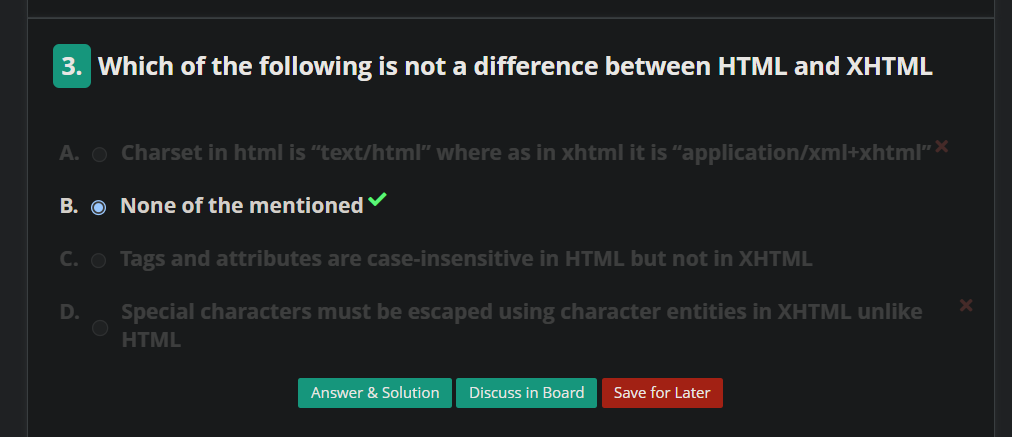 3. Which of the following is not a difference between HTML and XHTML
A. Charset in html is “text/html” where as in xhtml it is “application/xml+xhtml”
B. None of the mentioned
C. Tags and attributes are case-insensitive in HTML but not in XHTML
D. Special characters must be escaped using character entities in XHTML unlike
HTML
Answer & Solution Discuss in Board Save for Later